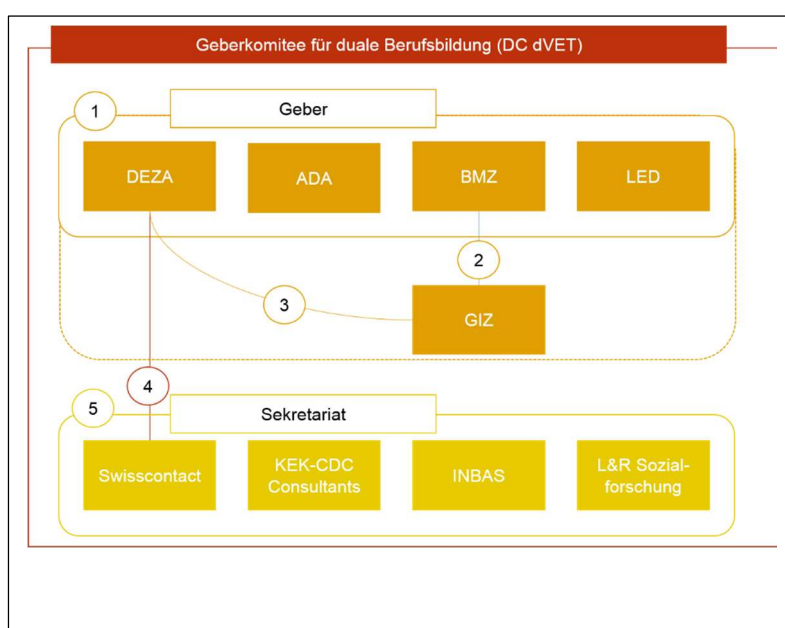 Geberkomitee für duale Berufsbildung (DC dVET)
1
Geber
DEZA
ADA
BMZ
LED
2
3
GIZ
4
5
Sekretariat
Swisscontact
KEK-CDC
Consultants
INBAS
L&R Sozial-
forschung